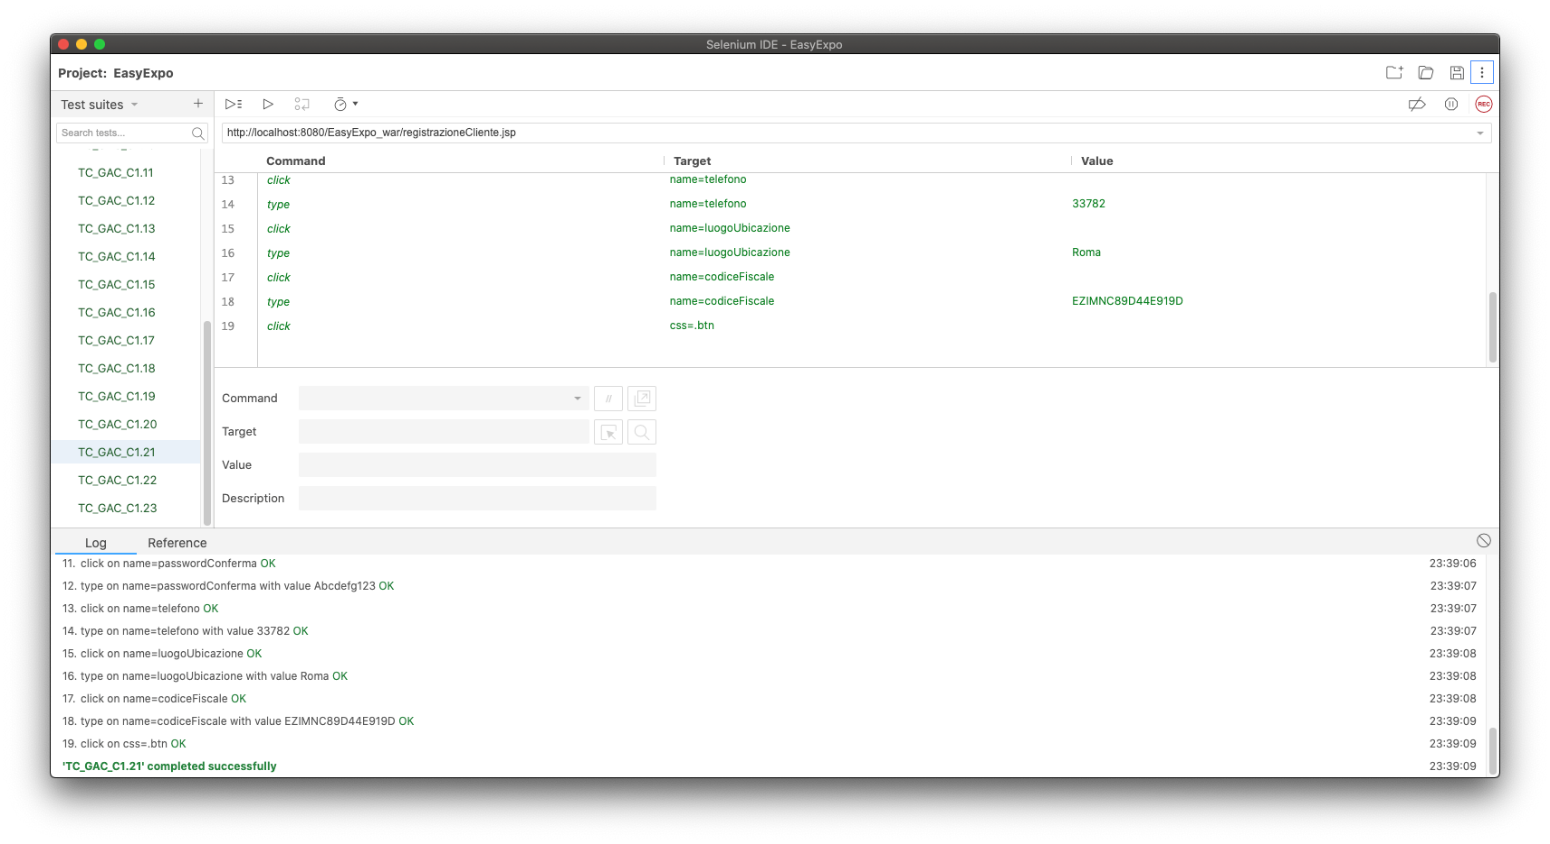 Selenium IDE - EasyExpo
Project: EasyExpo
Test suites
Search tests...
TC_GAC_C1.11
TC_GAC_C1.12
TC_GAC_C1.13
TC_GAC_C1.14
TC_GAC_C1.15
TC_GAC_C1.16
TC_GAC_C1.17
TC_GAC_C1.18
TC_GAC_C1.19
TC_GAC_C1.20
TC_GAC_C1.21
TC_GAC_C1.22
TC_GAC_C1.23
REC
http://localhost:8080/EasyExpo_war/registrazioneCliente.jsp
Command Target Value
13 click name=telefono
14 type name=telefono 33782
15 click name=luogoUbicazione
16 type name=luogoUbicazione Roma
17 click name=codiceFiscale
18 type name=codiceFiscale EZIMNC89D44E919D
19 click css=.btn
Command //
Target
Value
Description
Log Reference
11. click on name=passwordConferma OK 23:39:06
12. type on name=passwordConferma with value Abcdefg123 OK 23:39:07
13. click on name=telefono OK 23:39:07
14. type on name=telefono with value 33782 OK 23:39:07
15. click on name=luogoUbicazione OK 23:39:08
16. type on name=luogoUbicazione with value Roma OK 23:39:08
17. click on name=codiceFiscale OK 23:39:08
18. type on name=codiceFiscale with value EZIMNC89D44E919D OK 23:39:09
19. click on css=.btn OK 23:39:09
'TC_GAC_C1.21' completed successfully 23:39:09